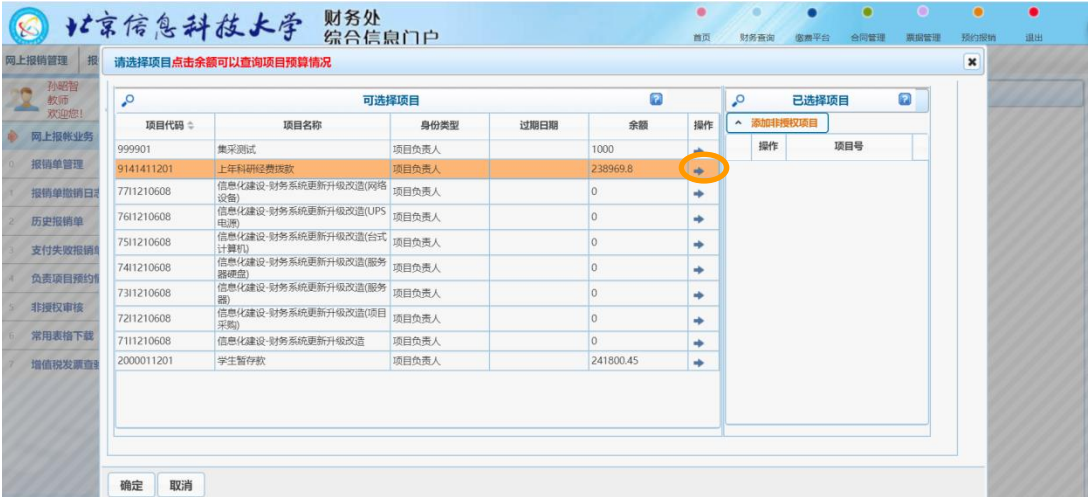 北京信息科技大学 财务处
综合信息门户
首页 财务查询 缴费平台 合同管理 票据管理 预约报销 退出
网上报销管理 报
请选择项目点击余额可以查询项目预算情况
孙昭智
教师
欢迎您!
网上报帐业务
0 报销单管理
1 报销单撤销日志
2 历史报销单
3 支付失败报销单
4 负责项目预约
5 非授权审核
6 常用表格下载
7 增值税发票查
可选择项目
项目代码 项目名称 身份类型 过期日期 余额 操作
999901 集采测试 项目负责人 1000
9141411201 上年科研经费拨款 项目负责人 238969.8
77I1210608 信息化建设-财务系统更新升级改造(网络设备) 项目负责人 0
76I1210608 信息化建设-财务系统更新升级改造(UPS电源) 项目负责人 0
75I1210608 信息化建设-财务系统更新升级改造(台式计算机) 项目负责人 0
74I1210608 信息化建设-财务系统更新升级改造(服务器硬盘) 项目负责人 0
73I1210608 信息化建设-财务系统更新升级改造(服务器) 项目负责人 0
72I1210608 信息化建设-财务系统更新升级改造(项目采购) 项目负责人 0
71I1210608 信息化建设-财务系统更新升级改造 项目负责人 0
2000011201 学生暂存款 项目负责人 241800.45
已选择项目
添加非授权项目
操作 项目号
确定 取消